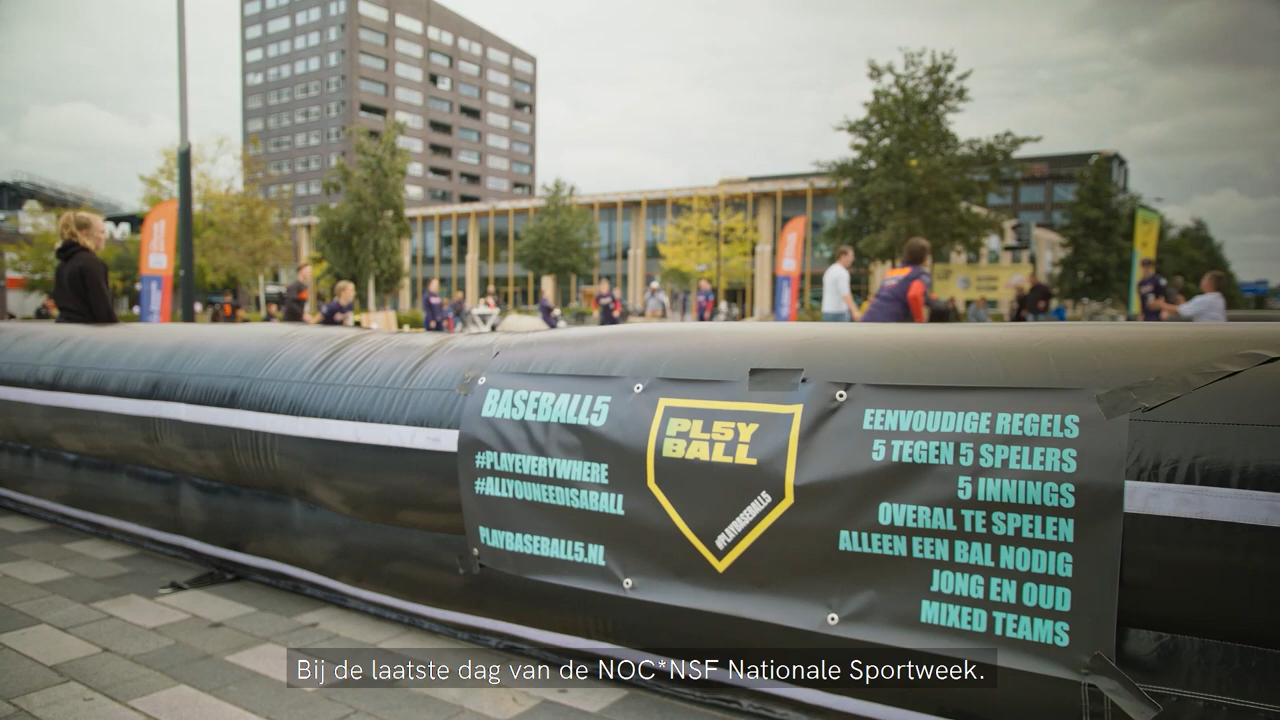 BASEBALL5
#PLAYEVERYWHERE
#ALLYOUNEEDISABALL
PLAYBASEBALL5.NL
PL5Y
BALL
#PLAYBASEBALL5
EENVOUDIGE REGELS
5 TEGEN 5 SPELERS
5 INNINGS
OVERAL TE SPELEN
ALLEEN EEN BAL NODIG
JONG EN OUD
MIXED TEAMS
Bij de laatste dag van de NOC*NSF Nationale Sportweek.